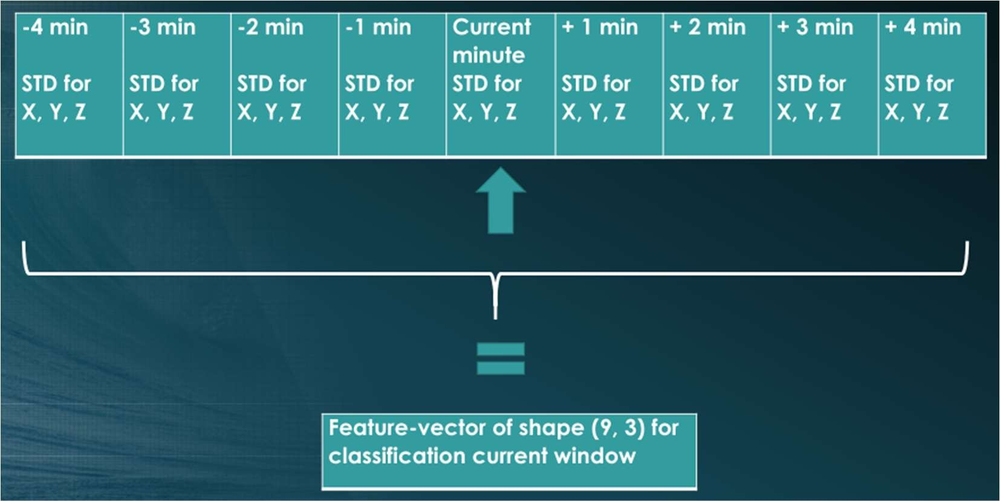 -4 min
STD for
X, Y, Z
-3 min
STD for
X, Y, Z
-2 min
STD for
X, Y, Z
-1 min
STD for
X, Y, Z
Current
minute
STD for
X, Y, Z
+ 1 min
STD for
X, Y, Z
+ 2 min
STD for
X, Y, Z
+ 3 min
STD for
X, Y, Z
+ 4 min
STD for
X, Y, Z
Feature-vector of shape (9, 3) for
classification current window